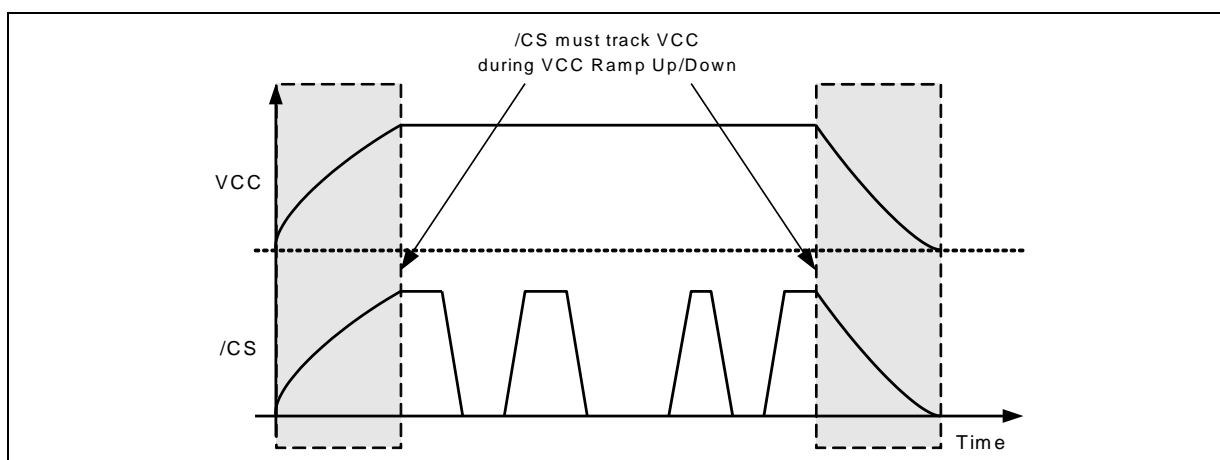 /CS must track VCC
during VCC Ramp Up/Down
VCC
/CS
Time